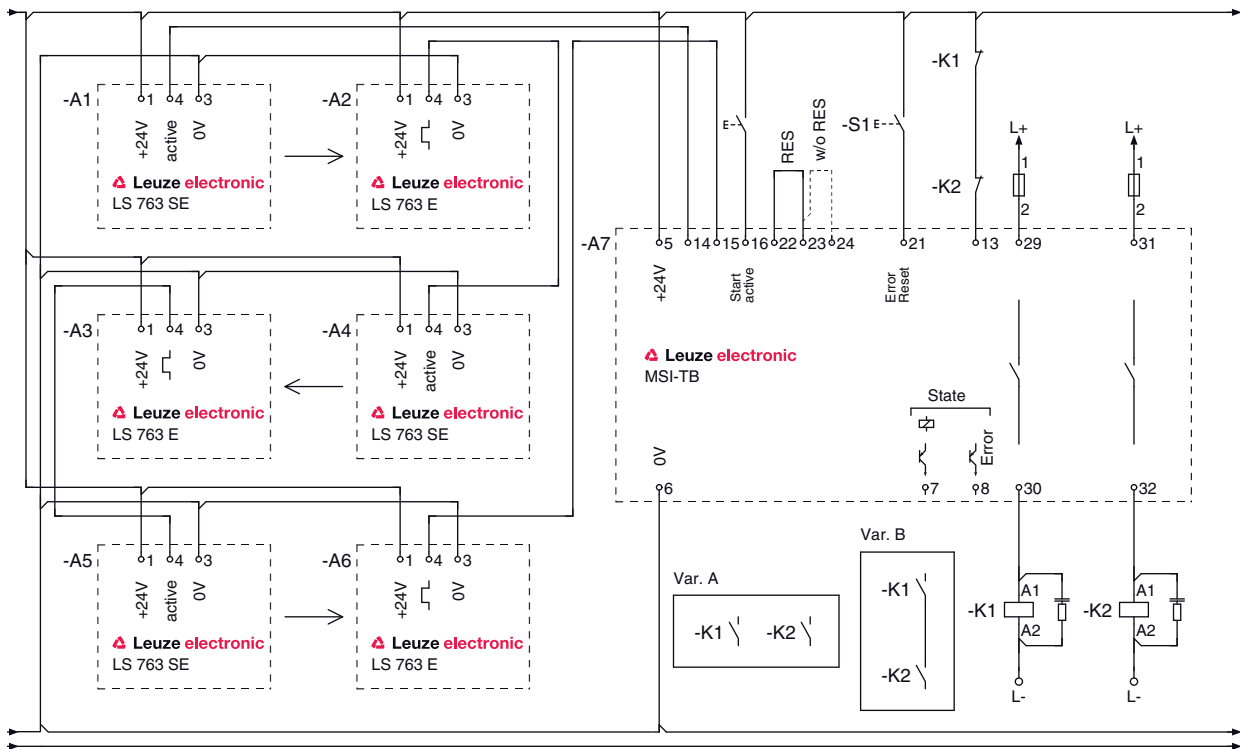 -A1
1
4
3
+24V
active
0V
Leuze electronic
LS 763 SE
-A2
1
4
3
+24V
0V
Leuze electronic
LS 763 E
-A3
1
4
3
+24V
0V
Leuze electronic
LS 763 E
-A4
1
4
3
+24V
active
0V
Leuze electronic
LS 763 SE
-A5
1
4
3
+24V
active
0V
Leuze electronic
LS 763 SE
-A6
1
4
3
+24V
0V
Leuze electronic
LS 763 E
RES
w/o RES
-S1
-K1
-K2
L+
1
2
L+
1
2
-A7
5
14
15
16
22
23
24
21
13
29
31
+24V
Start
active
Error
Reset
Leuze electronic
MSI-TB
State
Error
0V
6
7
8
30
32
Var. A
-K1
-K2
Var. B
-K1
-K2
-K1
A1
A2
L-
-K2
A1
A2
L-